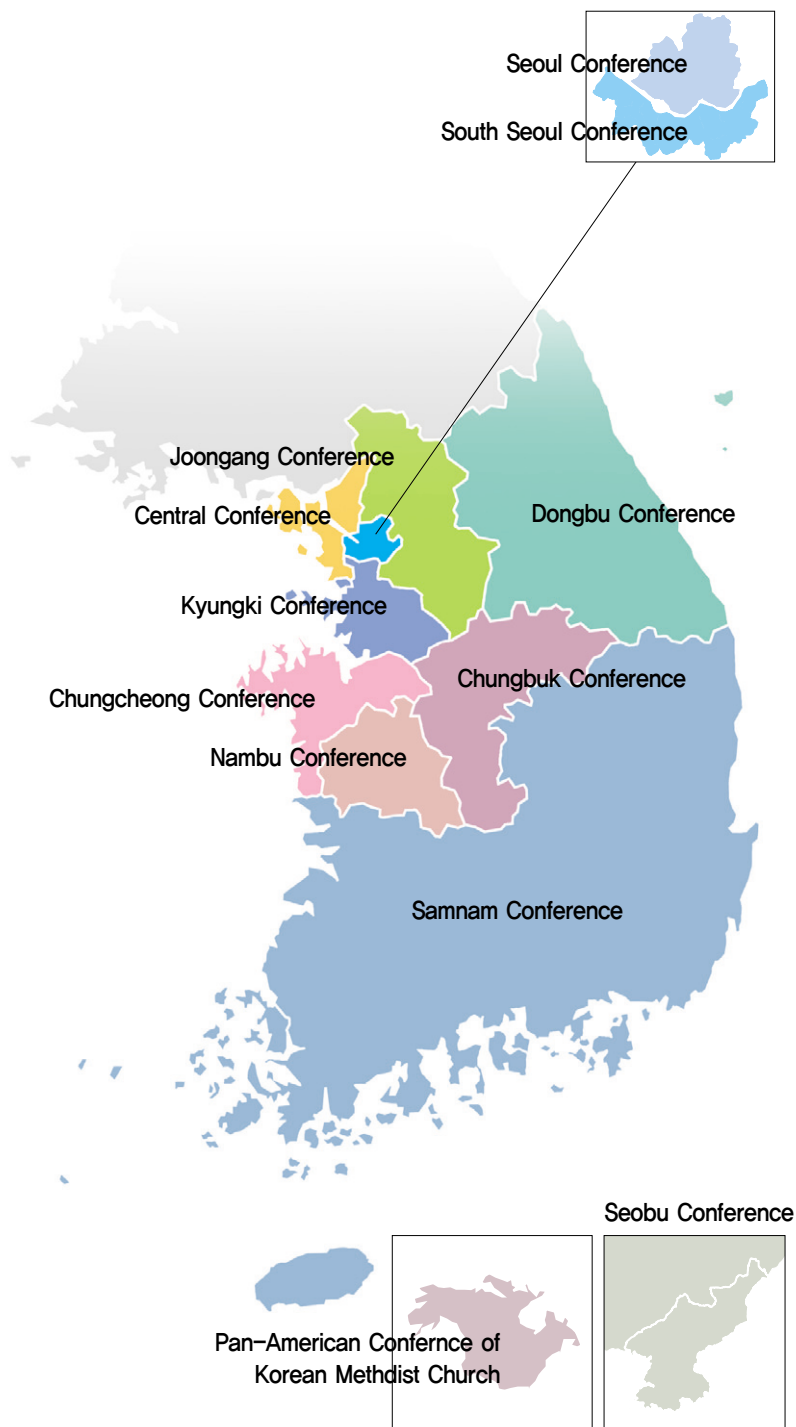 Seoul Conference
South Seoul Conference
Joongang Conference
Central Conference
Dongbu Conference
Kyungki Conference
Chungbuk Conference
Chungcheong Conference
Nambu Conference
Samnam Conference
Seobu Conference
Pan-American Confernce of
Korean Methdist Church